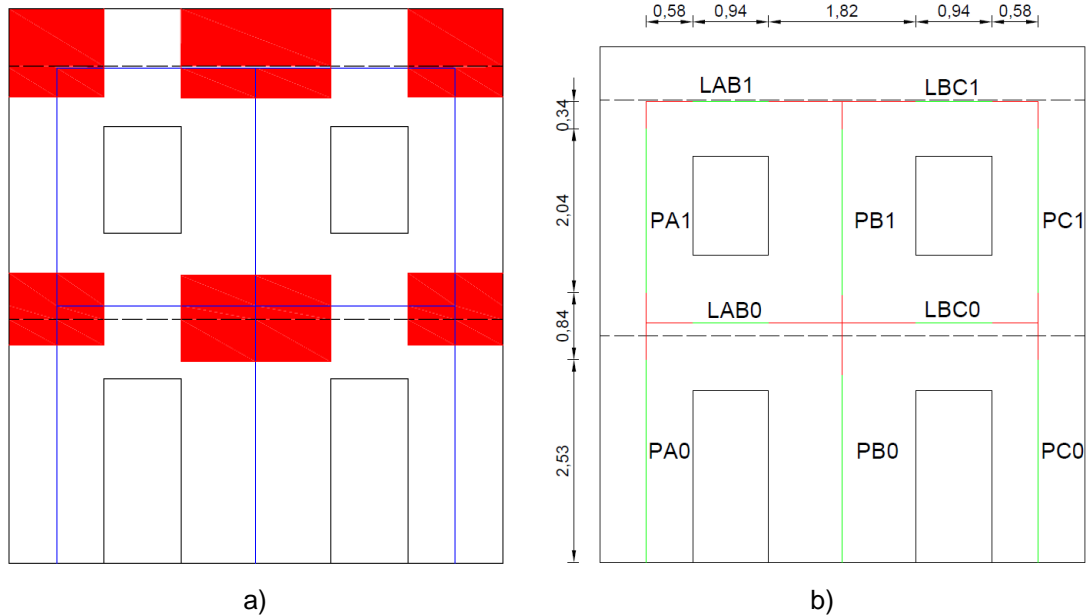 0,58 0,94 1,82 0,94 0,58
LAB1 LBC1
0,34
2,04
PA1 PB1 PC1
0,84
LAB0 LBC0
2,53
PA0 PB0 PC0
a) b)